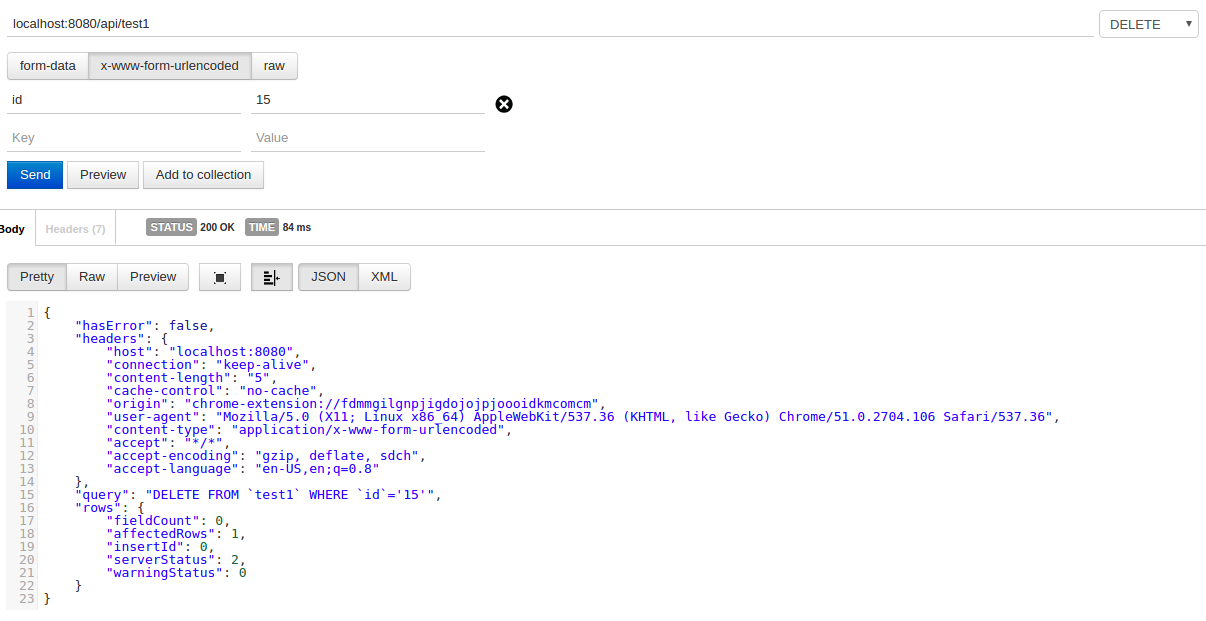 localhost:8080/api/test1 DELETE
form-data x-www-form-urlencoded raw
id 15
Key Value
Send Preview Add to collection
Body Headers (7) STATUS 200 OK TIME 84 ms
Pretty Raw Preview JSON XML
1 {
2 "hasError": false,
3 "headers": {
4 "host": "localhost:8080",
5 "connection": "keep-alive",
6 "content-length": "5",
7 "cache-control": "no-cache",
8 "origin": "chrome-extension://fdmmgilgnpjigdojojpjoooidkmcomcm",
9 "user-agent": "Mozilla/5.0 (X11; Linux x86_64) AppleWebKit/537.36 (KHTML, like Gecko) Chrome/51.0.2704.106 Safari/537.36",
10 "content-type": "application/x-www-form-urlencoded",
11 "accept": "*/*",
12 "accept-encoding": "gzip, deflate, sdch",
13 "accept-language": "en-US,en;q=0.8"
14 },
15 "query": "DELETE FROM `test1` WHERE `id`='15'",
16 "rows": {
17 "fieldCount": 0,
18 "affectedRows": 1,
19 "insertId": 0,
20 "serverStatus": 2,
21 "warningStatus": 0
22 }
23 }